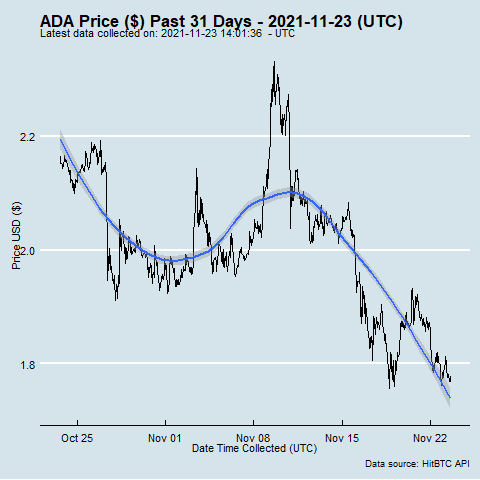 ADA Price ($) Past 31 Days - 2021-11-23 (UTC)
Latest data collected on: 2021-11-23 14:01:36  - UTC
2.2
2.0
1.8
Price USD ($)
Oct 25
Nov 01
Nov 08
Nov 15
Nov 22
Date Time Collected (UTC)
Data source: HitBTC API